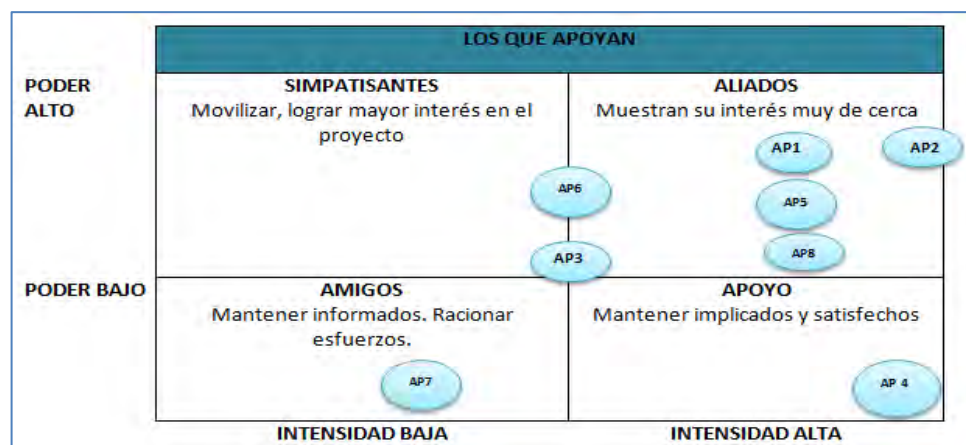 LOS QUE APOYAN
PODER
ALTO
SIMPATISANTES
Movilizar, lograr mayor interés en el
proyecto
ALIADOS
Muestran su interés muy de cerca
AP1
AP2
AP6
AP5
AP3
AP8
PODER BAJO
AMIGOS
Mantener informados. Racionar
esfuerzos.
APOYO
Mantener implicados y satisfechos
AP7
AP 4
INTENSIDAD BAJA
INTENSIDAD ALTA